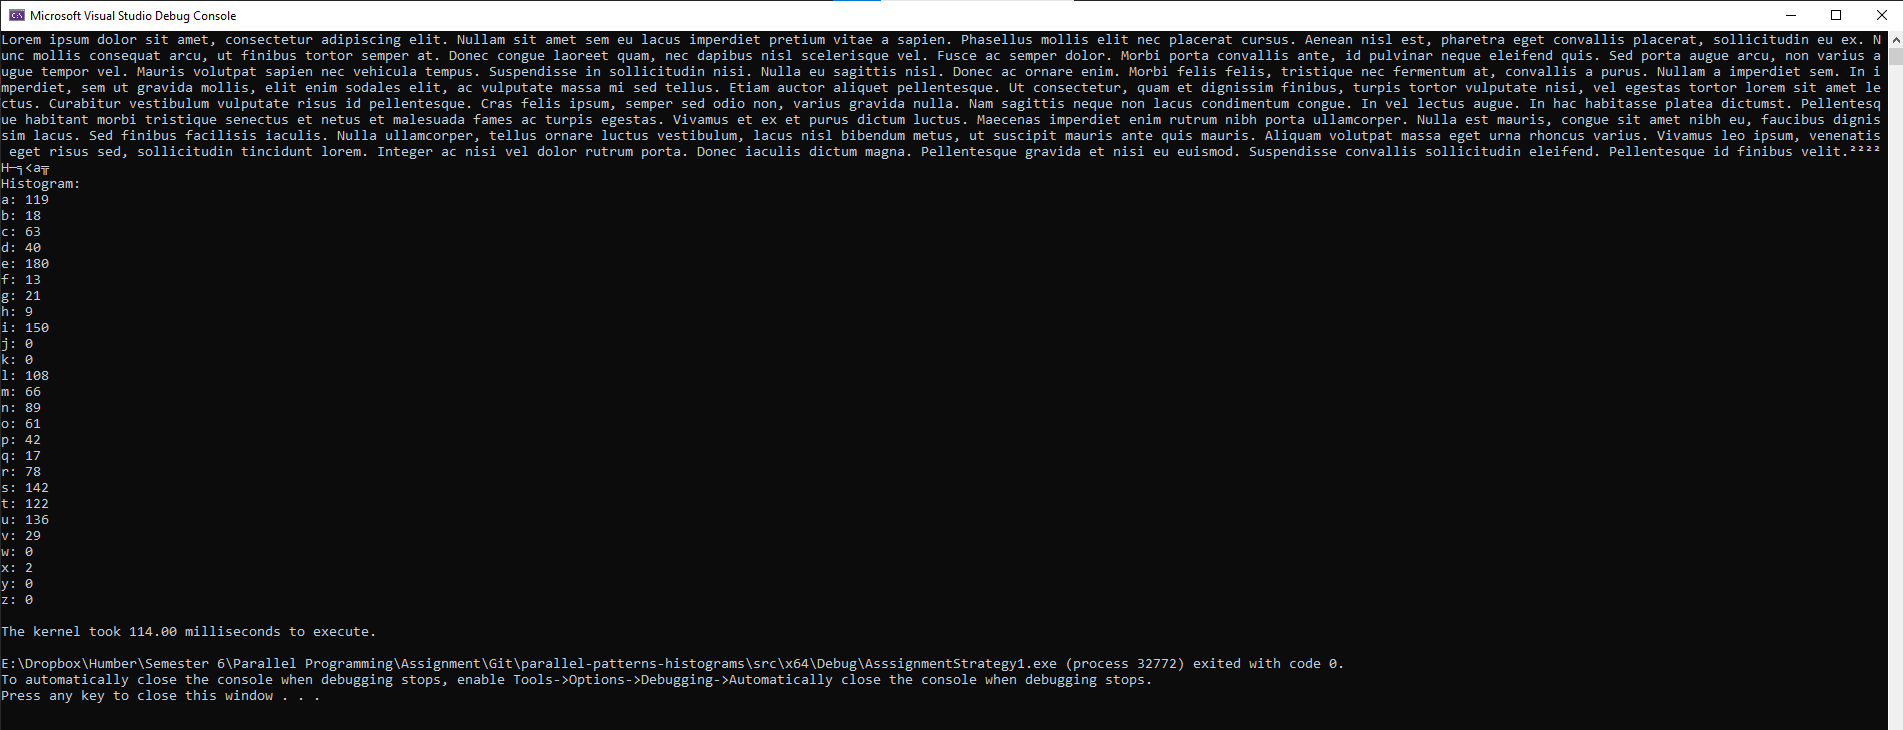 Microsoft Visual Studio Debug Console
Lorem ipsum dolor sit amet, consectetur adipiscing elit. Nullam sit amet sem eu lacus imperdiet pretium vitae a sapien. Phasellus mollis elit nec placerat cursus. Aenean nisl est, pharetra eget convallis placerat, sollicitudin eu ex. N
unc mollis consequat arcu, ut finibus tortor semper at. Donec congue laoreet quam, nec dapibus nisl scelerisque vel. Fusce ac semper dolor. Morbi porta convallis ante, id pulvinar neque eleifend quis. Sed porta augue arcu, non varius a
ugue tempor vel. Mauris volutpat sapien nec vehicula tempus. Suspendisse in sollicitudin nisi. Nulla eu sagittis nisl. Donec ac ornare enim. Morbi felis felis, tristique nec fermentum at, convallis a purus. Nullam a imperdiet sem. In i
mperdiet, sem ut gravida mollis, elit enim sodales elit, ac vulputate massa mi sed tellus. Etiam auctor aliquet pellentesque. Ut consectetur, quam et dignissim finibus, turpis tortor vulputate nisi, vel egestas tortor lorem sit amet le
ctus. Curabitur vestibulum vulputate risus id pellentesque. Cras felis ipsum, semper sed odio non, varius gravida nulla. Nam sagittis neque non lacus condimentum congue. In vel lectus augue. In hac habitasse platea dictumst. Pellentesq
ue habitant morbi tristique senectus et netus et malesuada fames ac turpis egestas. Vivamus et ex et purus dictum luctus. Maecenas imperdiet enim rutrum nibh porta ullamcorper. Nulla est mauris, congue sit amet nibh eu, faucibus dignis
sim lacus. Sed finibus facilisis iaculis. Nulla ullamcorper, tellus ornare luctus vestibulum, lacus nisl bibendum metus, ut suscipit mauris ante quis mauris. Aliquam volutpat massa eget urna rhoncus varius. Vivamus leo ipsum, venenatis
eget risus sed, sollicitudin tincidunt lorem. Integer ac nisi vel dolor rutrum porta. Donec iaculis dictum magna. Pellentesque gravida et nisi eu euismod. Suspendisse convallis sollicitudin eleifend. Pellentesque id finibus velit.²²²²
H─╕<a╦
Histogram:
a: 119
b: 18
c: 63
d: 40
e: 180
f: 13
g: 21
h: 9
i: 150
j: 0
k: 0
l: 108
m: 66
n: 89
o: 61
p: 42
q: 17
r: 78
s: 142
t: 122
u: 136
v: 29
w: 0
x: 2
y: 0
z: 0
The kernel took 114.00 milliseconds to execute.
E:\Dropbox\Humber\Semester 6\Parallel Programming\Assignment\Git\parallel-patterns-histograms\src\x64\Debug\AsssignmentStrategy1.exe (process 32772) exited with code 0.
To automatically close the console when debugging stops, enable Tools->Options->Debugging->Automatically close the console when debugging stops.
Press any key to close this window . . .